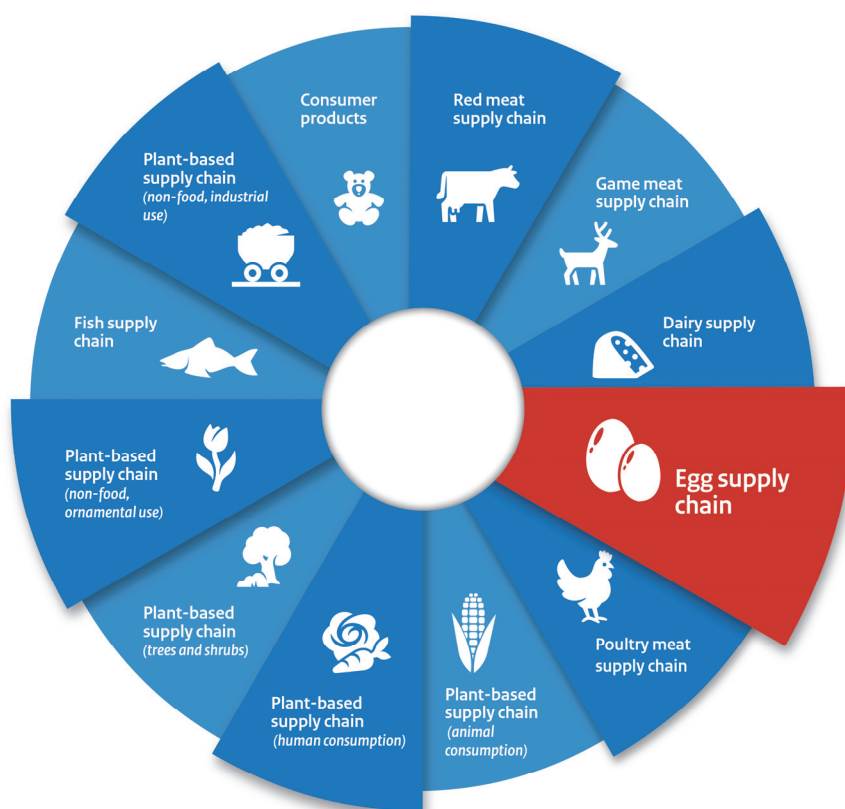 Consumer
products
Red meat
supply chain
Game meat
supply chain
Dairy supply
chain
Egg supply
chain
Poultry meat
supply chain
Plant-based
supply chain
(animal
consumption)
Plant-based
supply chain
(human consumption)
Plant-based
supply chain
(trees and shrubs)
Plant-based
supply chain
(non-food,
ornamental use)
Fish supply
chain
Plant-based
supply chain
(non-food, industrial
use)